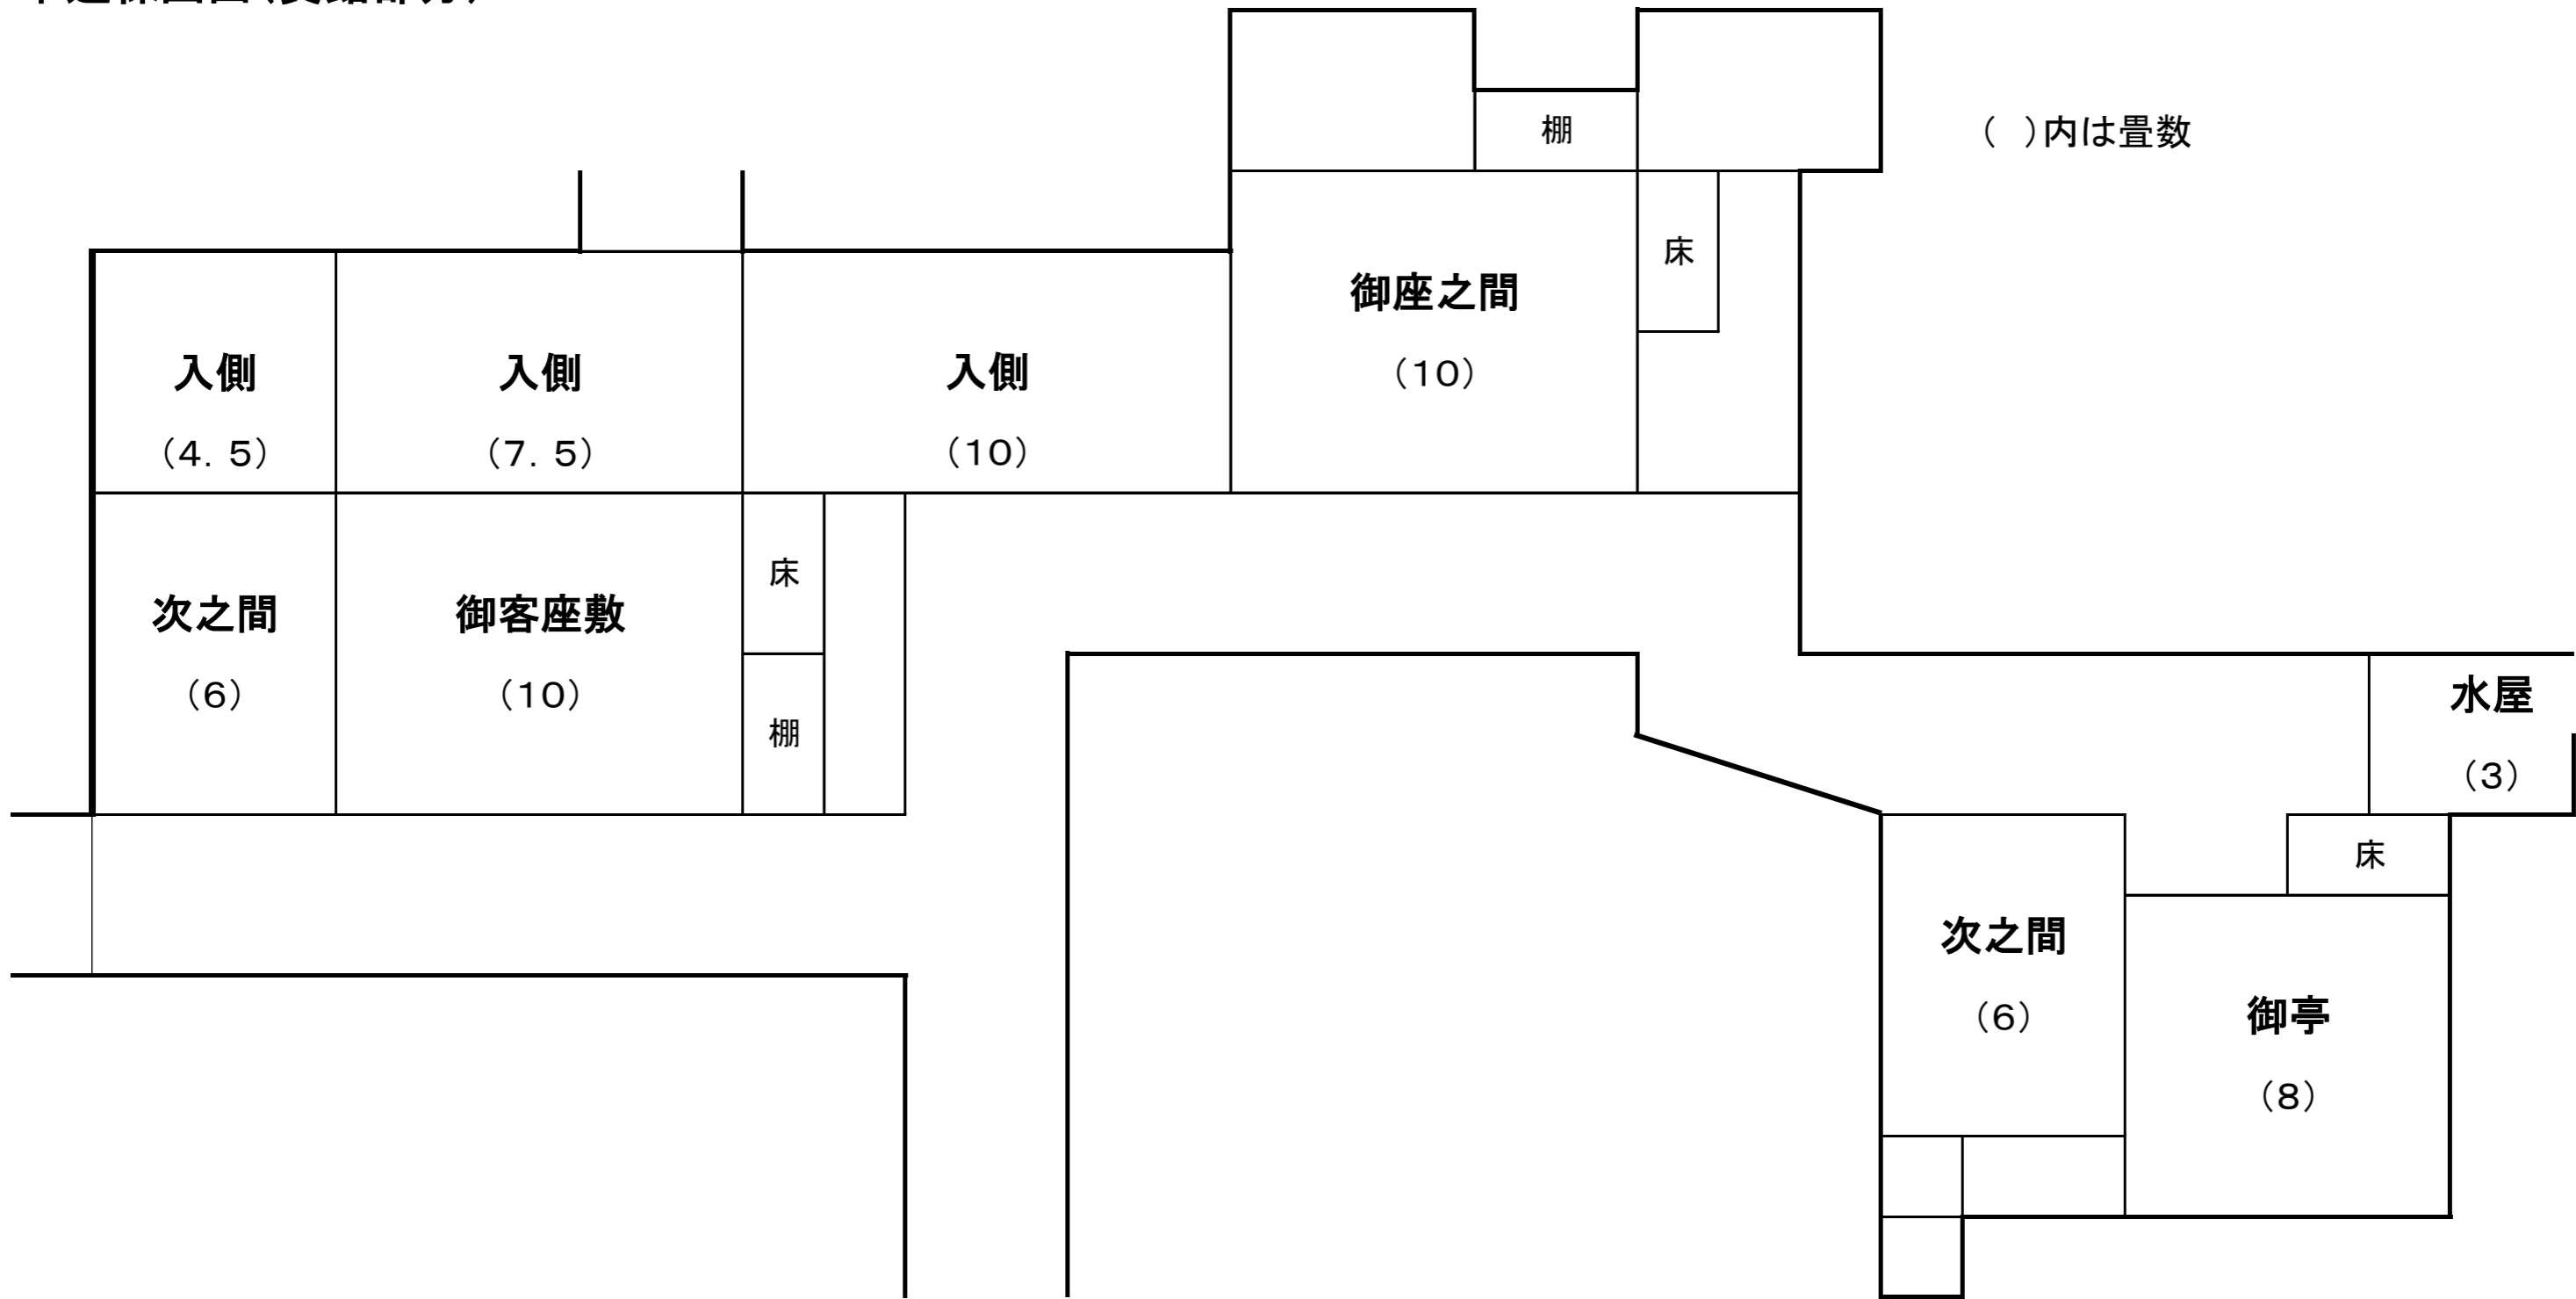 棚
( )内は畳数
床
御座之間
(10)
入側
(4.5)
入側
(7.5)
入側
(10)
床
次之間
(6)
御客座敷
(10)
棚
水屋
(3)
床
次之間
(6)
御亭
(8)